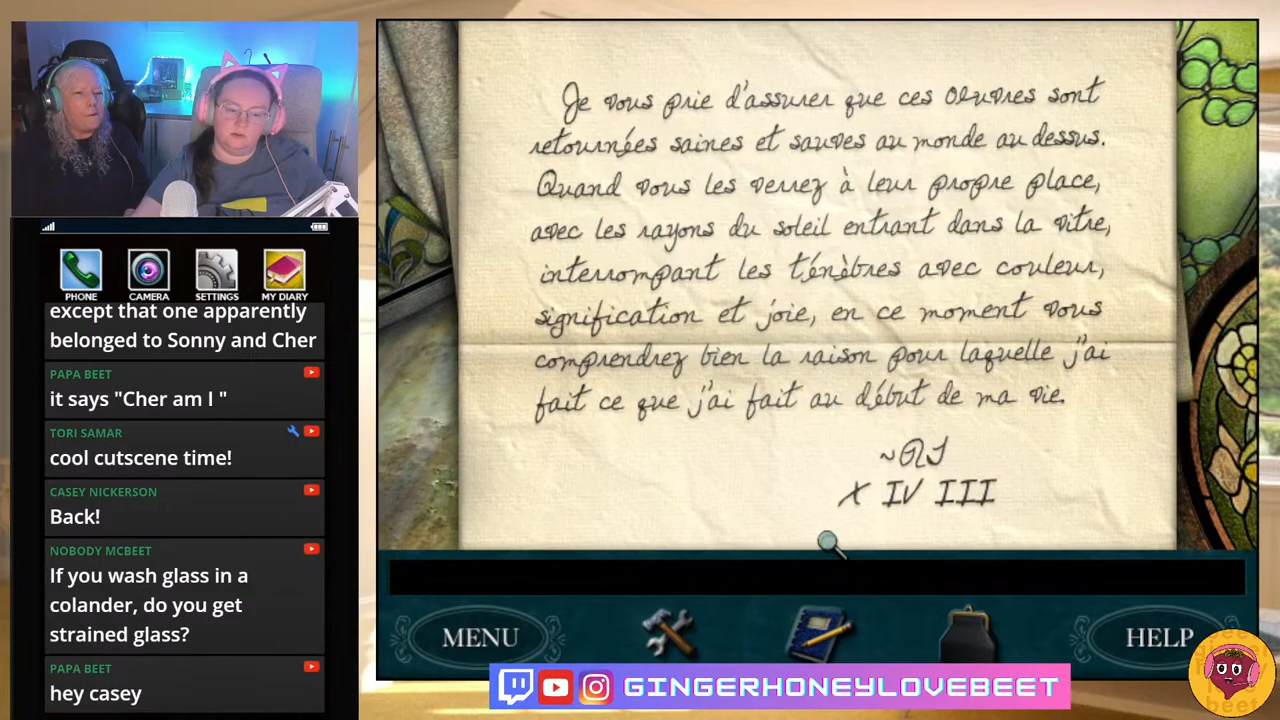 PHONE
CAMERA
SETTINGS
MY DIARY
except that one apparently
belonged to Sonny and Cher
PAPA BEET
it says "Cher am I "
TORI SAMAR
cool cutscene time!
CASEY NICKERSON
Back!
NOBODY MCBEET
If you wash glass in a
colander, do you get
strained glass?
PAPA BEET
hey casey
Je vous prie d'assurer que ces Oeuvres sont
retournées saines et sauves au monde au dessus.
Quand vous les verrez à leur propre place,
avec les rayons du soleil entrant dans la vitre,
interrompant les ténèbres avec couleur,
signification et joie, en ce moment vous
comprendrez bien la raison pour laquelle j'ai
fait ce que j'ai fait au début de ma vie.
X IV III
MENU
HELP
GINGERHONEYLOVEBEET